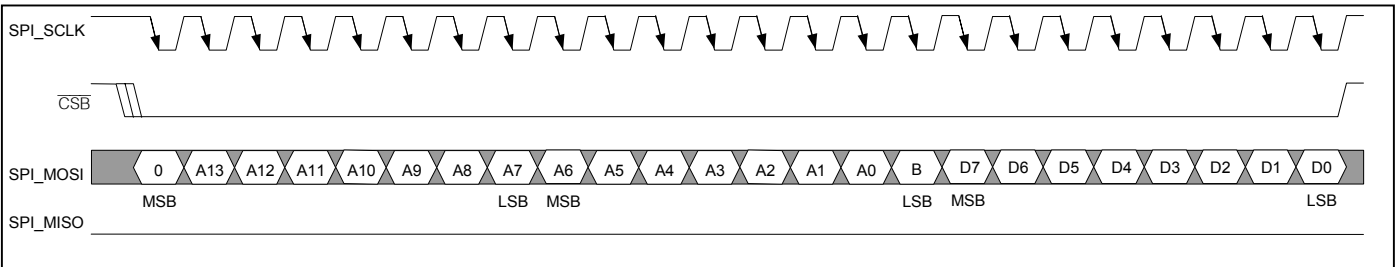 SPI_SCLK
CSB
SPI_MOSI 0 A13 A12 A11 A10 A9 A8 A7 A6 A5 A4 A3 A2 A1 A0 B D7 D6 D5 D4 D3 D2 D1 D0
MSB LSB MSB LSB MSB LSB
SPI_MISO